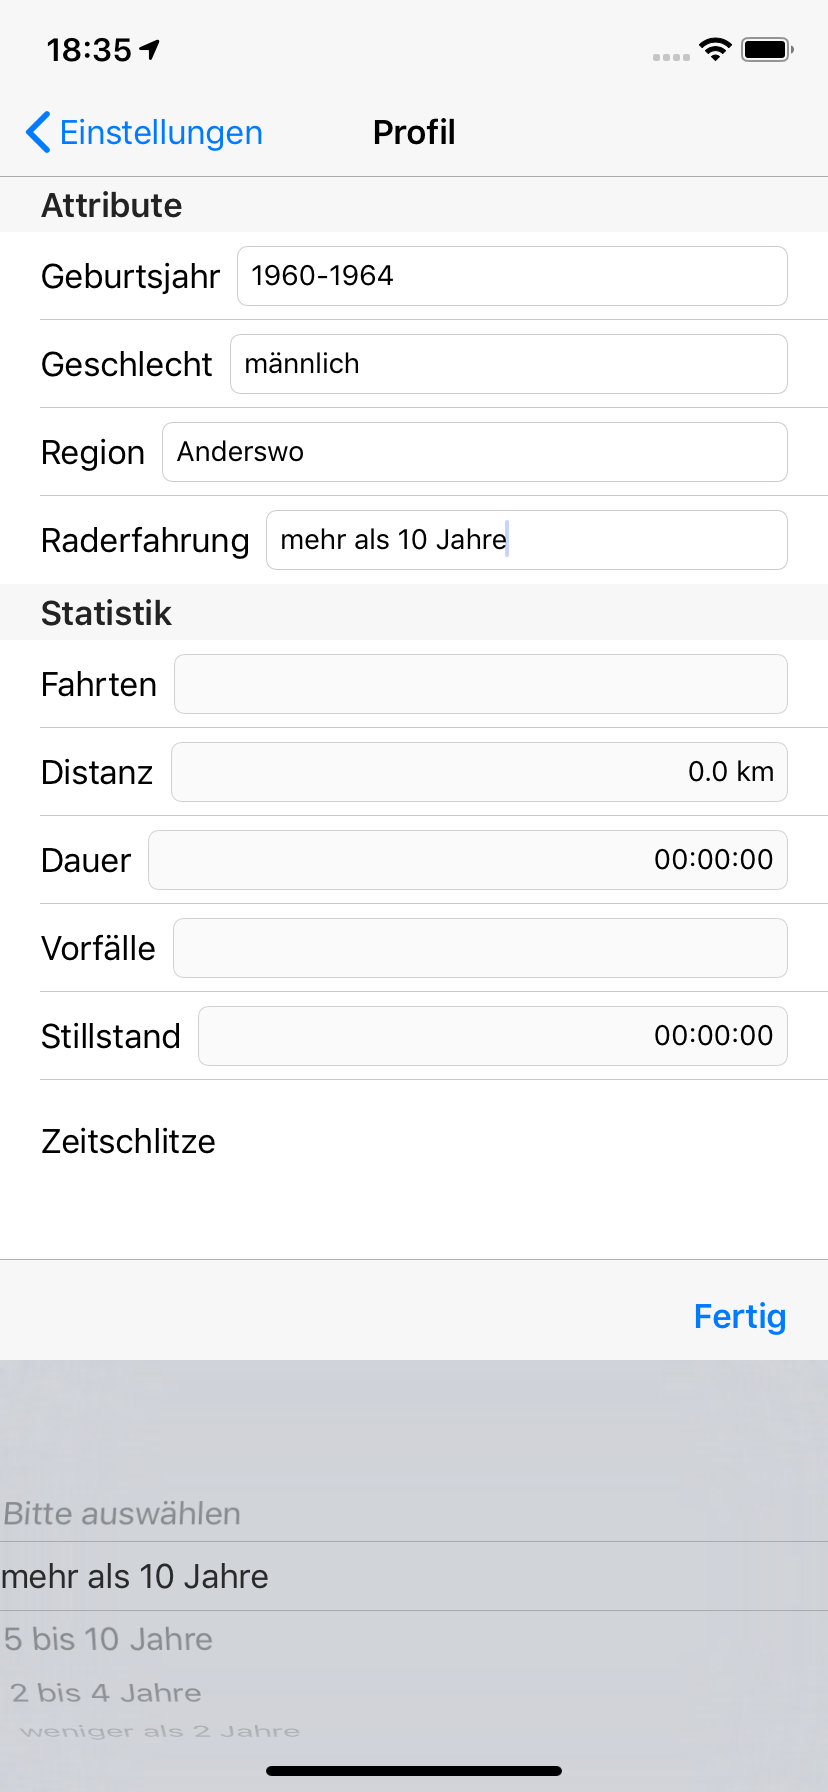 18:35
Einstellungen Profil
Attribute
Geburtsjahr 1960-1964
Geschlecht männlich
Region Anderswo
Raderfahrung mehr als 10 Jahre
Statistik
Fahrten
Distanz 0.0 km
Dauer 00:00:00
Vorfälle
Stillstand 00:00:00
Zeitschlitze
Fertig
Bitte auswählen
mehr als 10 Jahre
5 bis 10 Jahre
2 bis 4 Jahre
weniger als 2 Jahre